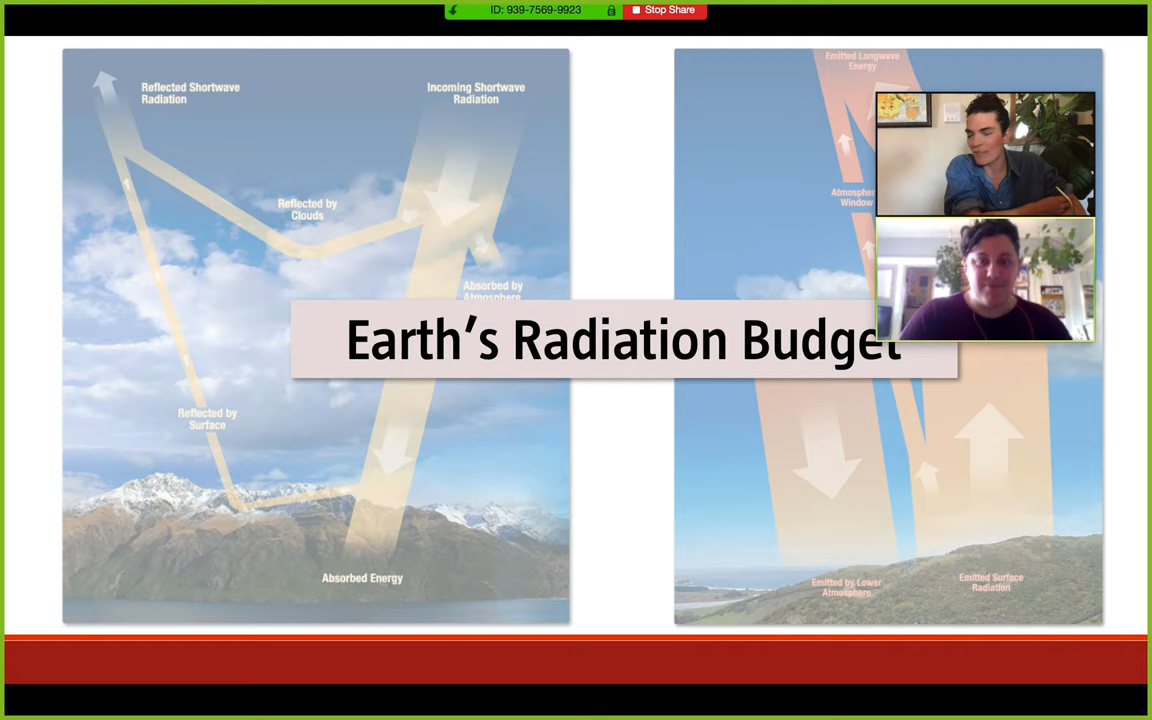 ID: 939-7569-9923
Stop Share
Reflected Shortwave
Radiation
Incoming Shortwave
Radiation
Reflected by
Clouds
Absorbed by
Atmosphere
Reflected by
Surface
Absorbed Energy
Earth's Radiation Budget
Emitted Longwave
Energy
Window
Emitted by Lower
Atmosphere
Emitted Surface
Radiation